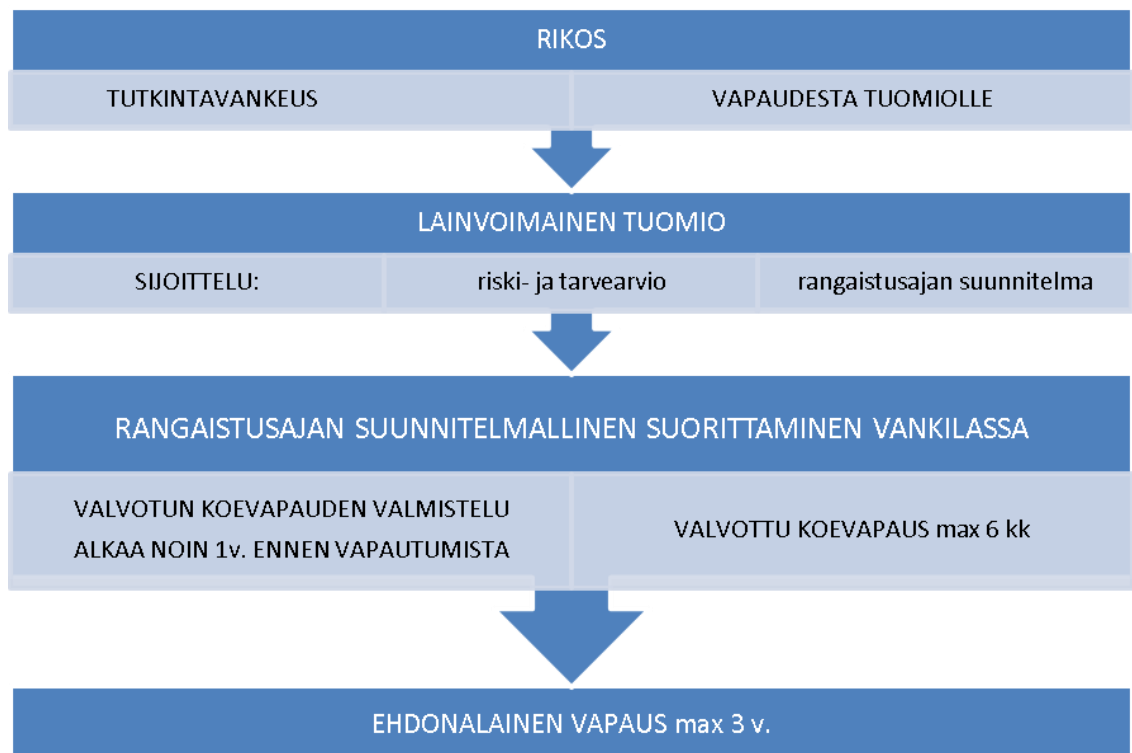 RIKOS
TUTKINTAVANKEUS
VAPAUDESTA TUOMIOLLE
LAINVOIMAINEN TUOMIO
SIJOITTELU:
riski- ja tarvearvio
rangaistusajan suunnitelma
RANGAISTUSAJAN SUUNNITELMALLINEN SUORITTAMINEN VANKILASSA
VALVOTUN KOEVAPAUDEN VALMISTELU
ALKAA NOIN 1v. ENNEN VAPAUTUMISTA
VALVOTTU KOEVAPAUS max 6 kk
EHDONALAINEN VAPAUS max 3 v.